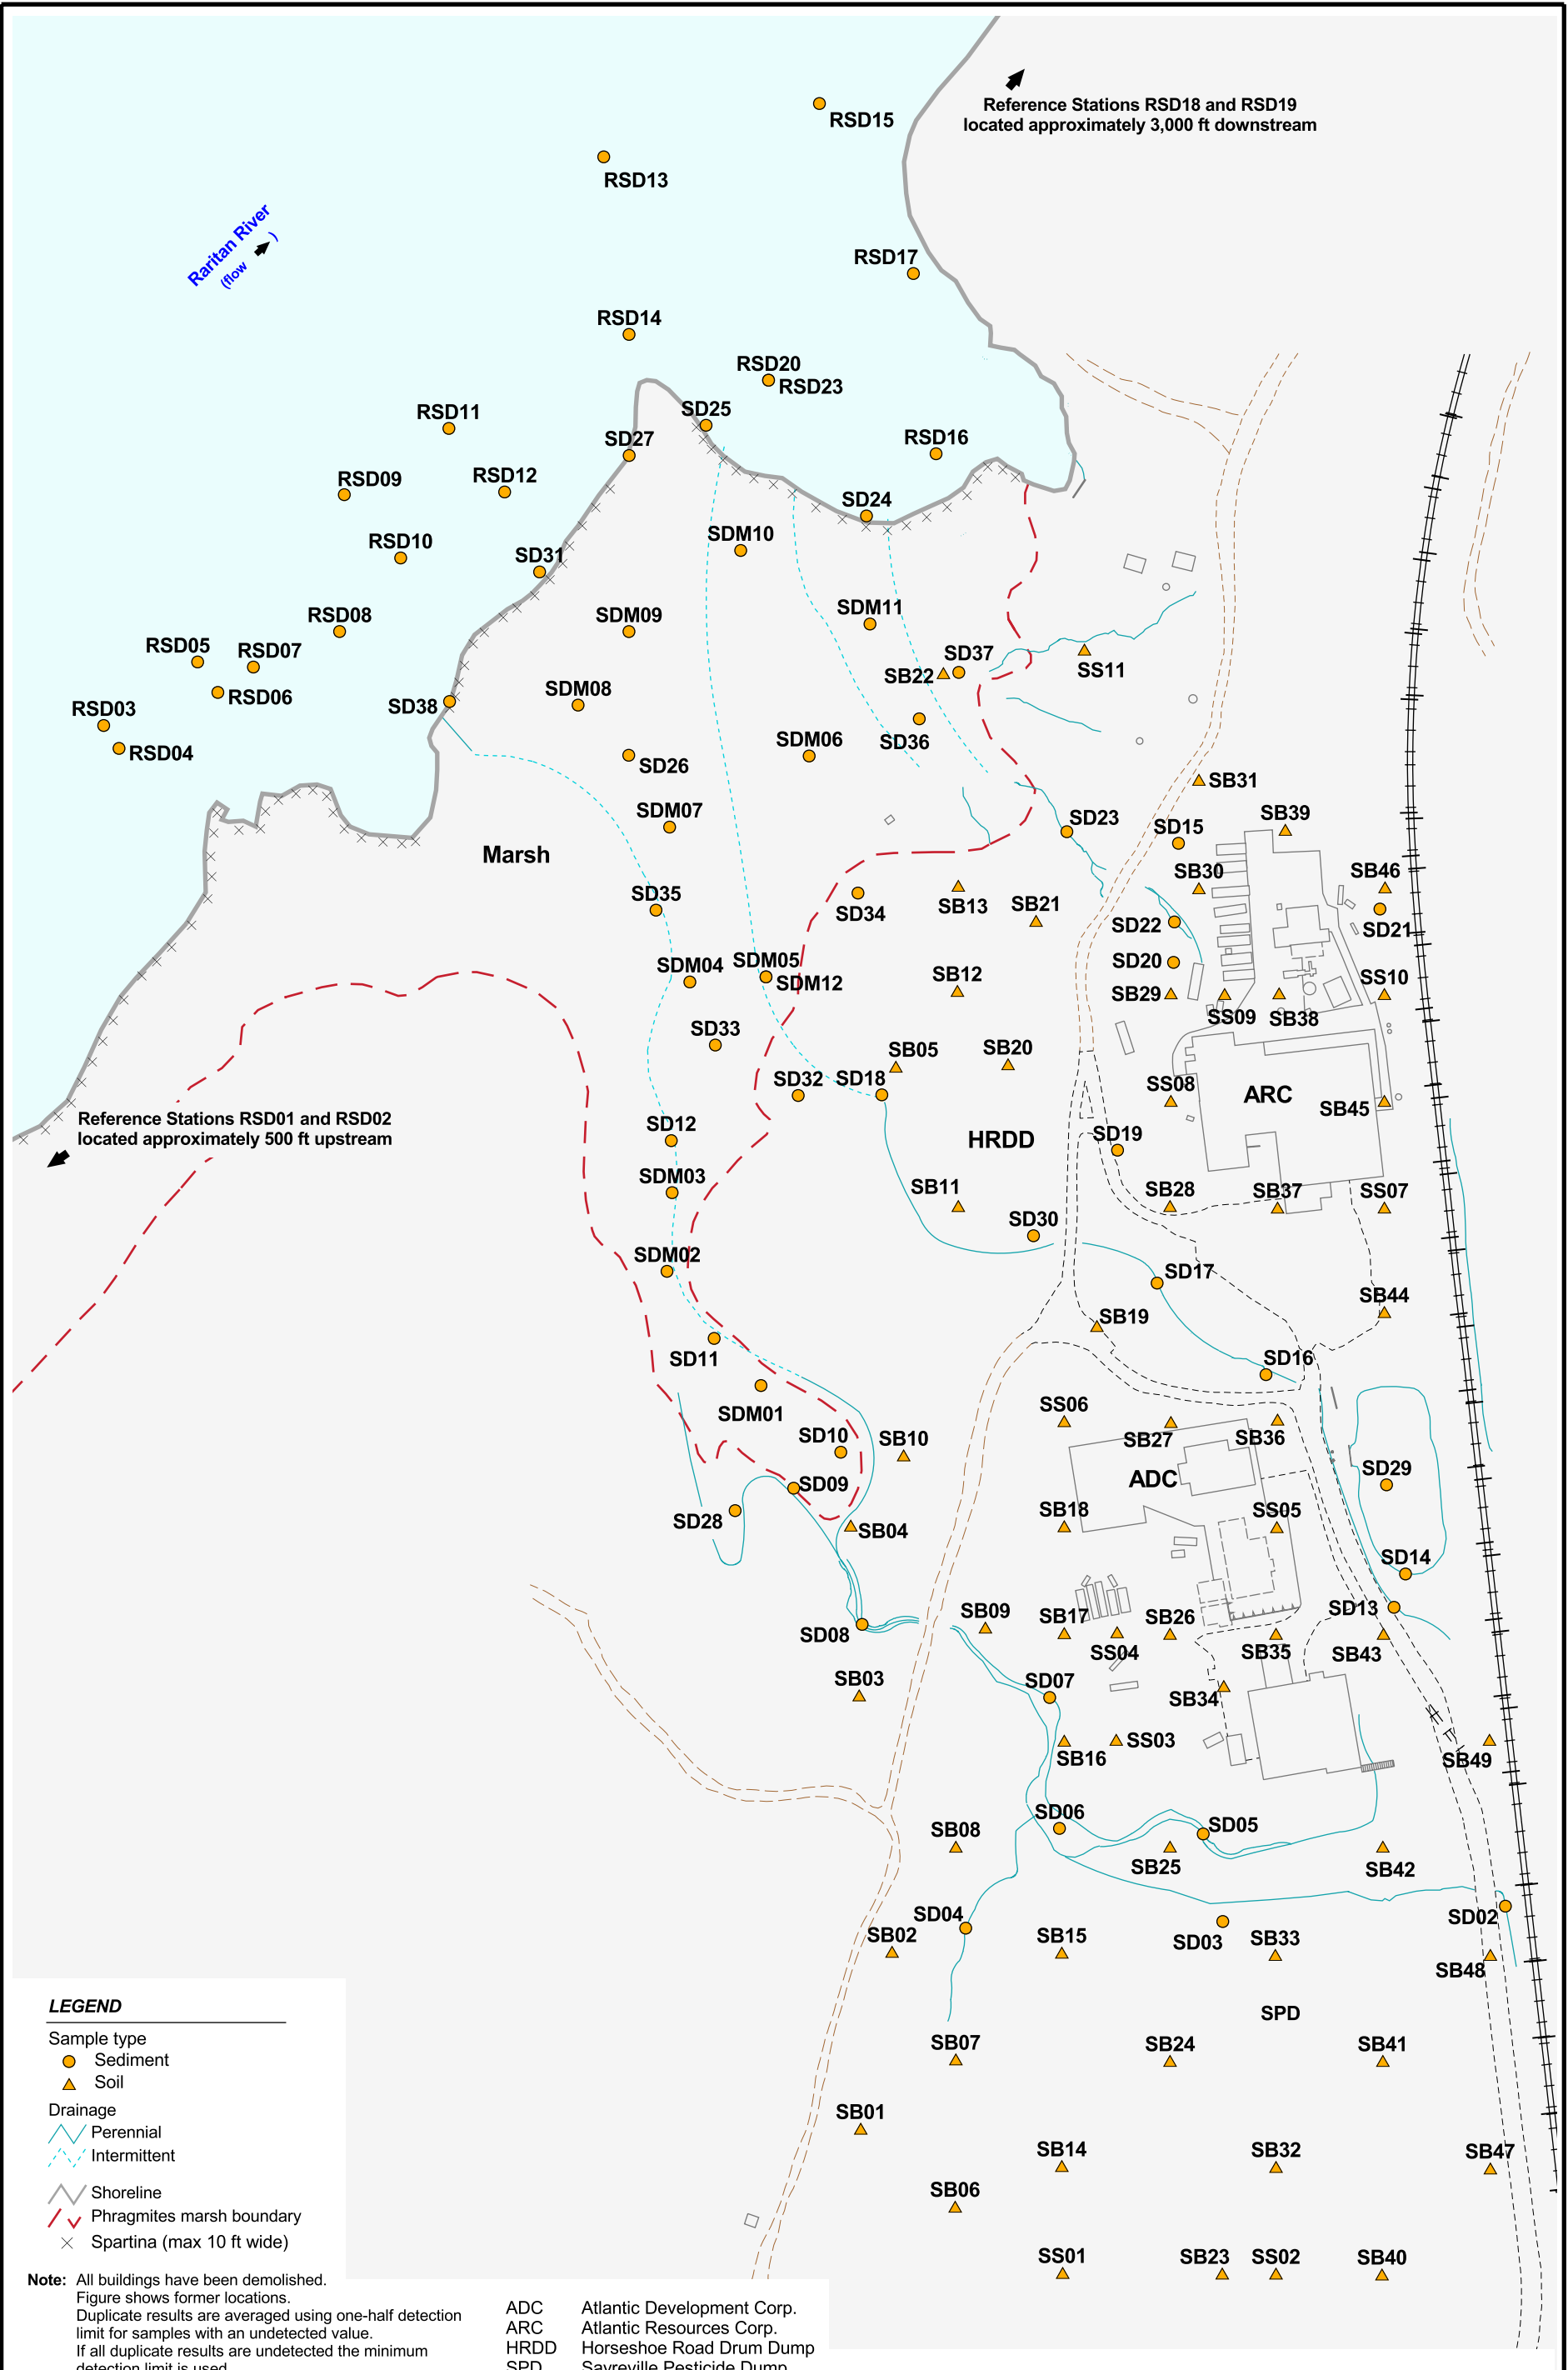 RSD15
Reference Stations RSD18 and RSD19
located approximately 3,000 ft downstream
RSD13
Raritan River
(flow )
RSD17
RSD14
RSD20
RSD23
RSD11
SD25
SD27
RSD16
RSD09
RSD12
SD24
RSD10
SDM10
SD31
RSD08
SDM09
SDM11
RSD05
RSD07
SD37
SB22
SS11
RSD06
SDM08
SD38
RSD03
RSD04
SDM06
SD36
SD26
SB31
SDM07
SD23
SD15
SB39
Marsh
SB30
SB46
SD35
SD34
SB13
SB21
SD22
SD21
SDM04
SDM05
SDM12
SB12
SD20
SB29
SS09
SB38
SS10
SD33
SB05
SB20
SD32
SD18
SS08
ARC
SB45
Reference Stations RSD01 and RSD02
located approximately 500 ft upstream
SD12
HRDD
SD19
SDM03
SB11
SB28
SB37
SS07
SD30
SDM02
SD17
SB44
SB19
SD11
SD16
SDM01
SS06
SB27
SB36
SD10
SB10
ADC
SD29
SD09
SD28
SB04
SB18
SS05
SD14
SD08
SB09
SB17
SS04
SB26
SB35
SD13
SB43
SB03
SD07
SB34
SB16
SS03
SB49
SD06
SD05
SB08
SB25
SB42
SD04
SB02
SB15
SD03
SB33
SD02
SB48
SPD
SB07
SB24
SB41
SB01
SB14
SB32
SB47
SB06
SS01
SB23
SS02
SB40
LEGEND
Sample type
Sediment
Soil
Drainage
Perennial
Intermittent
Shoreline
Phragmites marsh boundary
Spartina (max 10 ft wide)
Note: All buildings have been demolished.
Figure shows former locations.
Duplicate results are averaged using one-half detection
limit for samples with an undetected value.
If all duplicate results are undetected the minimum
detection limit is used.
ADC Atlantic Development Corp.
ARC Atlantic Resources Corp.
HRDD Horseshoe Road Drum Dump
SPD Sayreville Pesticide Dump